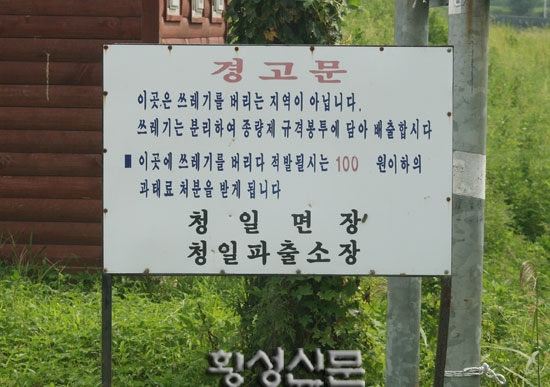 경고문
이곳은 쓰레기를 버리는 지역이 아닙니다.
쓰레기는 분리하여 종량제 규격봉투에 담아 배출합시다
이곳에 쓰레기를 버리다 적발될시는 100 원이하의
과태료 처분을 받게 됩니다
청일면장
청일파출소장
횡성신문